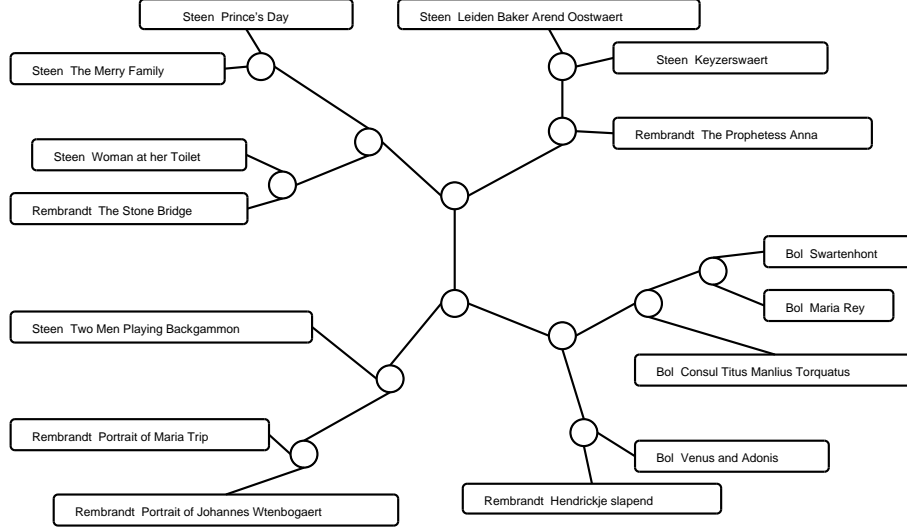 Steen Prince's Day
Steen Leiden Baker Arend Oostwaert
Steen The Merry Family
Steen Keyzerswaert
Rembrandt The Prophetess Anna
Steen Woman at her Toilet
Rembrandt The Stone Bridge
Bol Swartenhont
Bol Maria Rey
Steen Two Men Playing Backgammon
Bol Consul Titus Manlius Torquatus
Rembrandt Portrait of Maria Trip
Bol Venus and Adonis
Rembrandt Hendrickje slapend
Rembrandt Portrait of Johannes Wtenbogaert